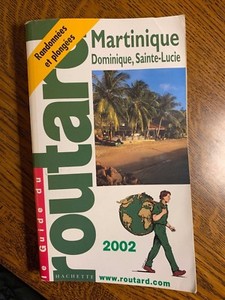 Randonnées
et plongées
Martinique
Dominique, Sainte-Lucie
le Guide du
routard
2002
HACHETTE
www.routard.com